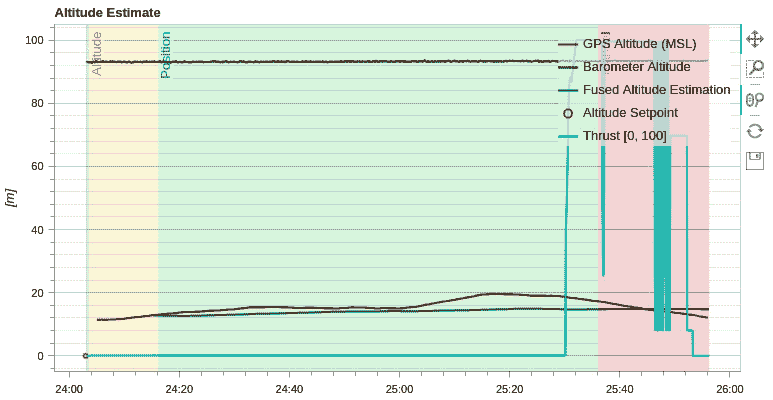 Altitude Estimate
100
80
60
40
20
0
[m]
Altitude
Position
GPS Altitude (MSL)
Barometer Altitude
Fused Altitude Estimation
Altitude Setpoint
Thrust [0, 100]
24:00
24:20
24:40
25:00
25:20
25:40
26:00